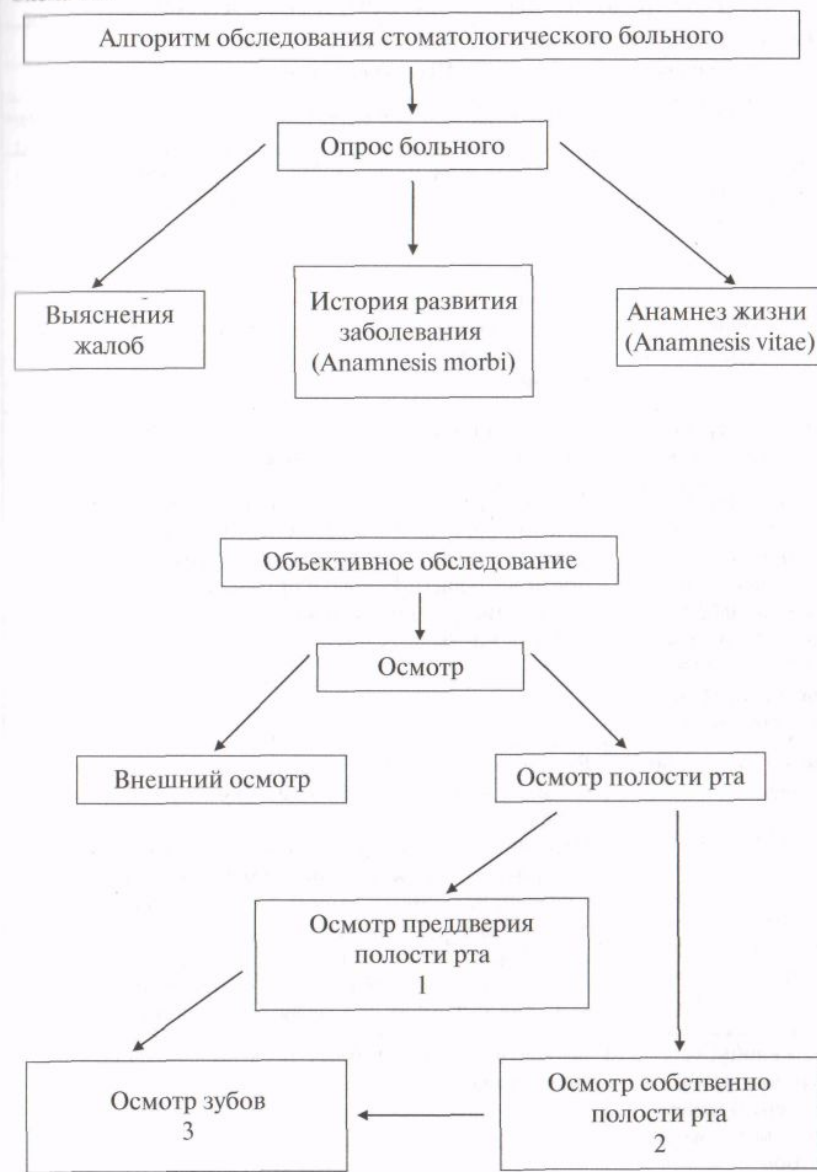 Алгоритм обследования стоматологического больного
Опрос больного
Выяснения
жалоб
История развития
заболевания
(Anamnesis morbi)
Анамнез жизни
(Anamnesis vitae)
Объективное обследование
Осмотр
Внешний осмотр
Осмотр полости рта
Осмотр преддверия
полости рта
1
Осмотр зубов
3
Осмотр собственно
полости рта
2